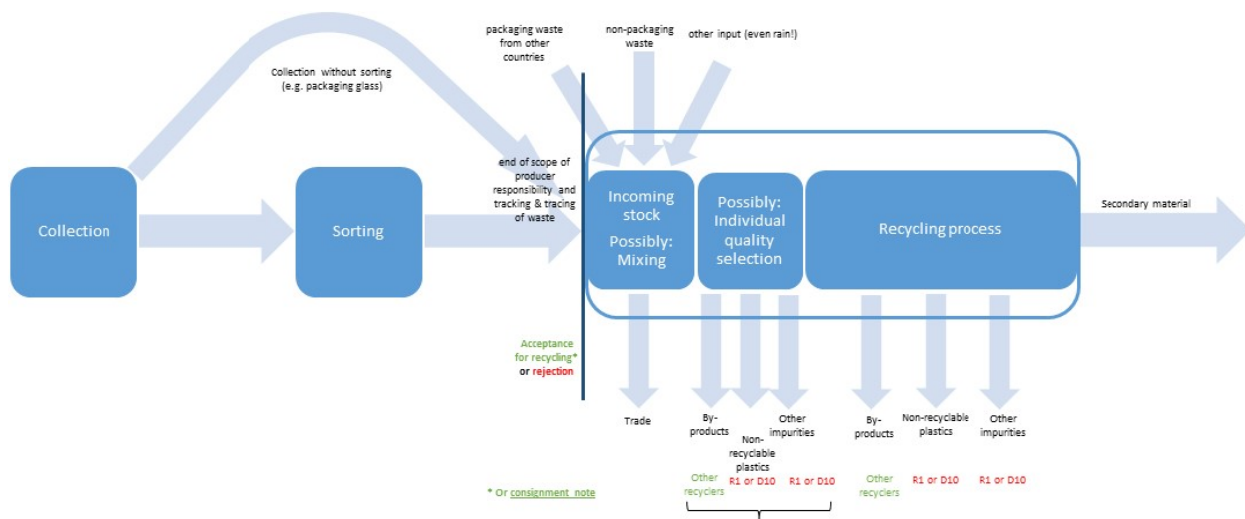 packaging waste
from other
countries
non-packaging
waste
other input (even rain!)
Collection without sorting
(e.g. packaging glass)
end of scope of
producer
responsibility and
tracking & tracing
of waste
Collection
Sorting
Incoming
stock
Possibly:
Mixing
Possibly:
Individual
quality
selection
Recycling process
Secondary material
Acceptance
for recycling*
or rejection
Trade
By-
products
Non-
recyclable
plastics
Other
impurities
By-
products
Non-recyclable
plastics
Other
impurities
Other
recyclers
R1 or D10
R1 or D10
Other
recyclers
R1 or D10
R1 or D10
* Or consignment note